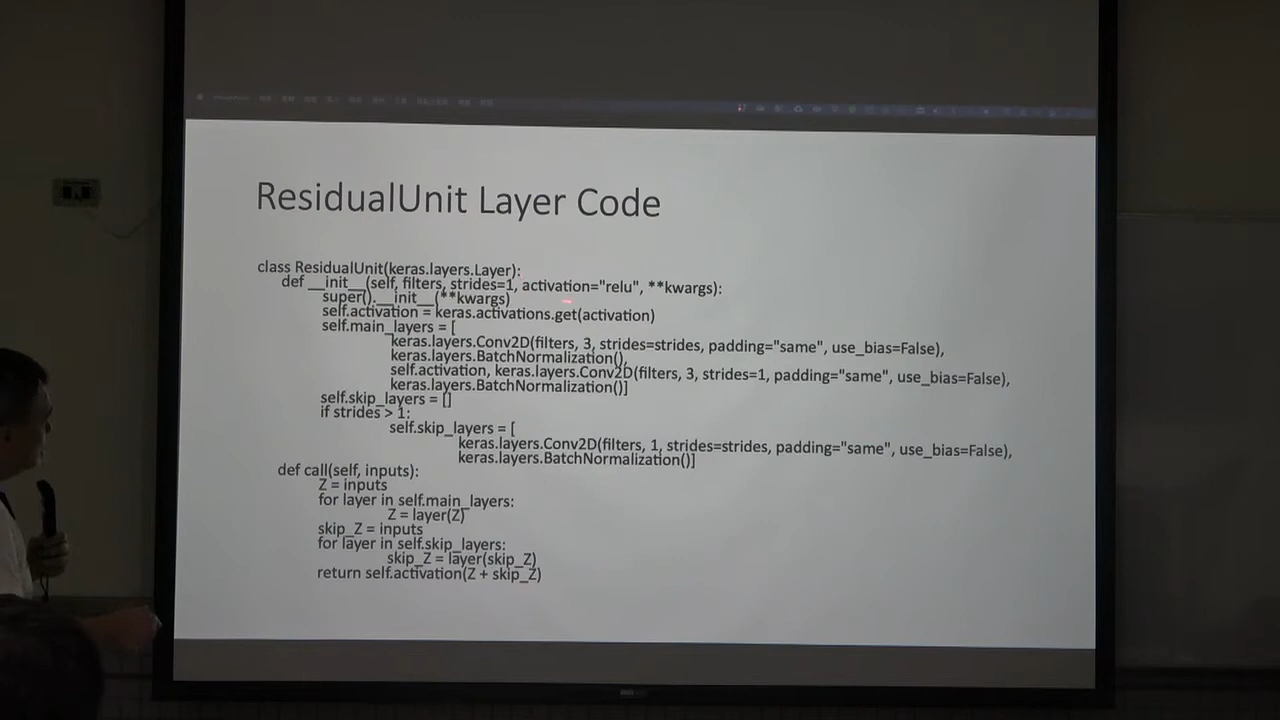 ResidualUnit Layer Code
class ResidualUnit(keras.layers.Layer):
def __init__(self, filters, strides=1, activation="relu", **kwargs):
super().__init__(**kwargs)
self.activation = keras.activations.get(activation)
self.main_layers = [
keras.layers.Conv2D(filters, 3, strides=strides, padding="same", use_bias=False),
keras.layers.BatchNormalization(),
self.activation, keras.layers.Conv2D(filters, 3, strides=1, padding="same", use_bias=False),
keras.layers.BatchNormalization()]
self.skip_layers = []
if strides > 1:
self.skip_layers = [
keras.layers.Conv2D(filters, 1, strides=strides, padding="same", use_bias=False),
keras.layers.BatchNormalization()]
def call(self, inputs):
Z = inputs
for layer in self.main_layers:
Z = layer(Z)
skip_Z = inputs
for layer in self.skip_layers:
skip_Z = layer(skip_Z)
return self.activation(Z + skip_Z)